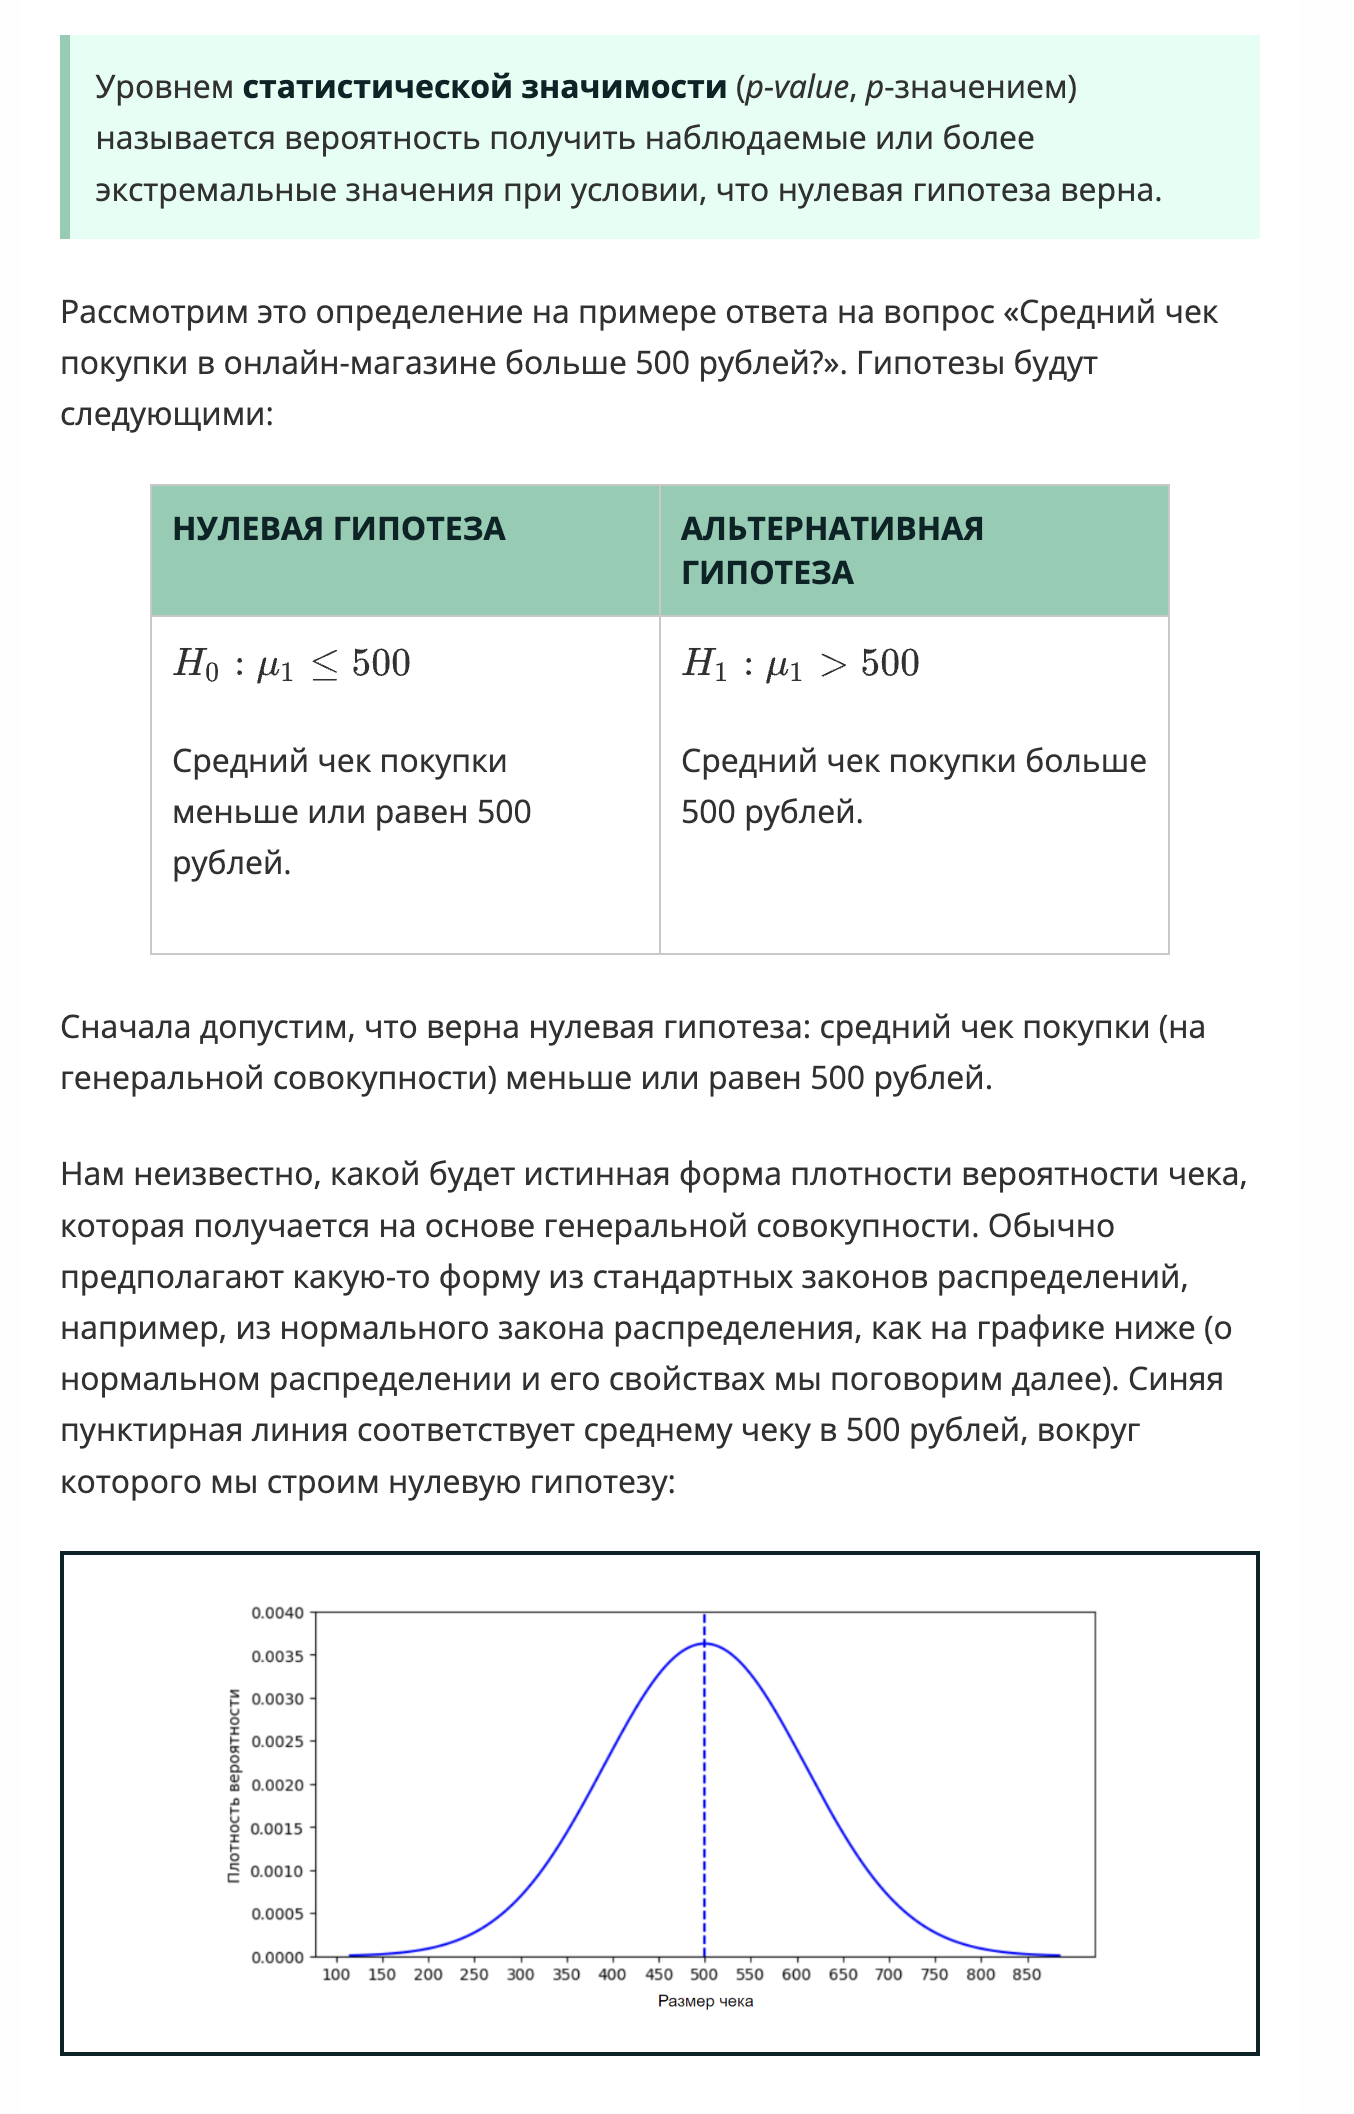 Уровнем статистической значимости (p-value, p-значением)
называется вероятность получить наблюдаемые или более
экстремальные значения при условии, что нулевая гипотеза верна.
Рассмотрим это определение на примере ответа на вопрос «Средний чек
покупки в онлайн-магазине больше 500 рублей?». Гипотезы будут
следующими:
НУЛЕВАЯ ГИПОТЕЗА
АЛЬТЕРНАТИВНАЯ
ГИПОТЕЗА
H₀ : μ₁ ≤ 500
Средний чек покупки
меньше или равен 500
рублей.
H₁ : μ₁ > 500
Средний чек покупки больше
500 рублей.
Сначала допустим, что верна нулевая гипотеза: средний чек покупки (на
генеральной совокупности) меньше или равен 500 рублей.
Нам неизвестно, какой будет истинная форма плотности вероятности чека,
которая получается на основе генеральной совокупности. Обычно
предполагают какую-то форму из стандартных законов распределений,
например, из нормального закона распределения, как на графике ниже (о
нормальном распределении и его свойствах мы поговорим далее). Синяя
пунктирная линия соответствует среднему чеку в 500 рублей, вокруг
которого мы строим нулевую гипотезу:
Плотность вероятности
0.0040
0.0035
0.0030
0.0025
0.0020
0.0015
0.0010
0.0005
0.0000
100 150 200 250 300 350 400 450 500 550 600 650 700 750 800 850
Размер чека